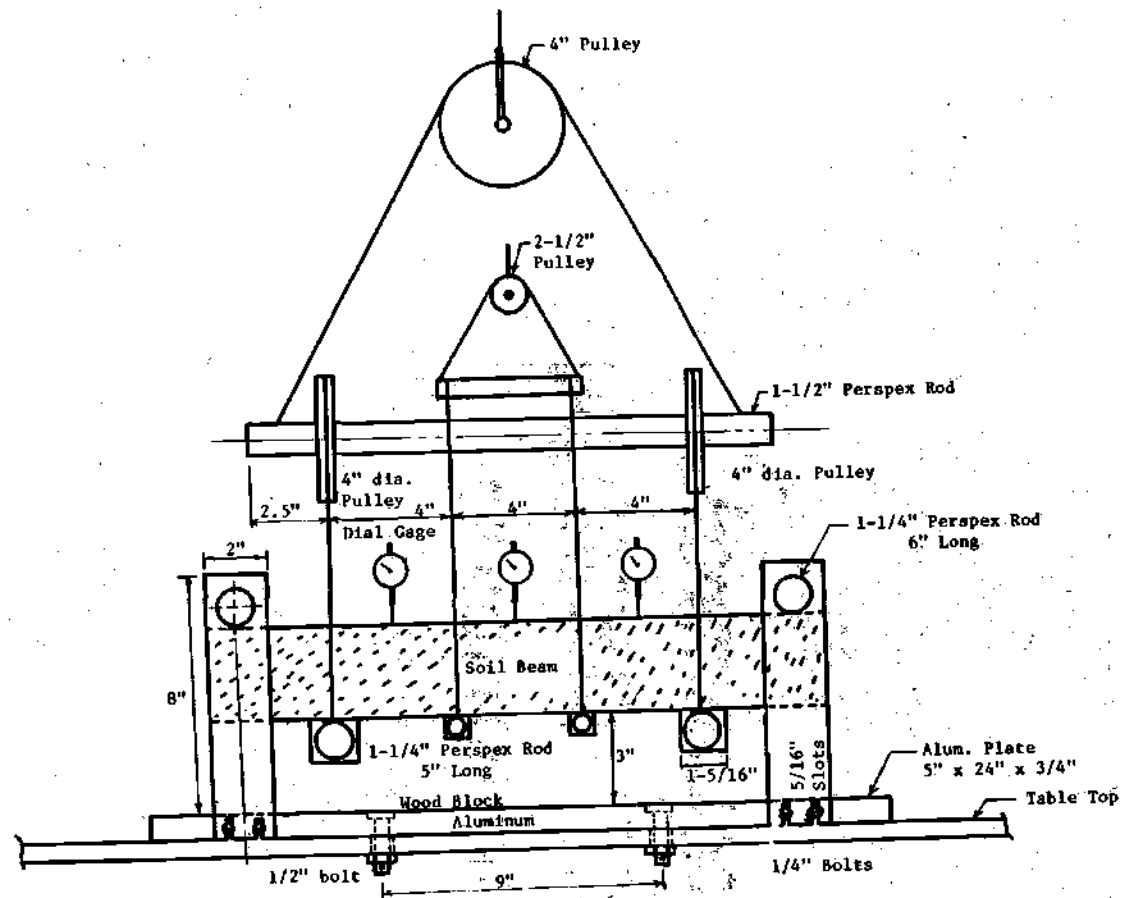 4" Pulley
2-1/2"
Pulley
1-1/2" Perspex Rod
4" dia.
Pulley
4" dia. Pulley
2.5"
4"
4"
4"
Dial Gage
1-1/4" Perspex Rod
6" Long
2"
Soil Beam
8"
1-1/4" Perspex Rod
5" Long
3"
1-5/16"
5/16"
Slots
Alum. Plate
5" x 24" x 3/4"
Wood Block
Table Top
Aluminum
1/2" bolt
9"
1/4" Bolts